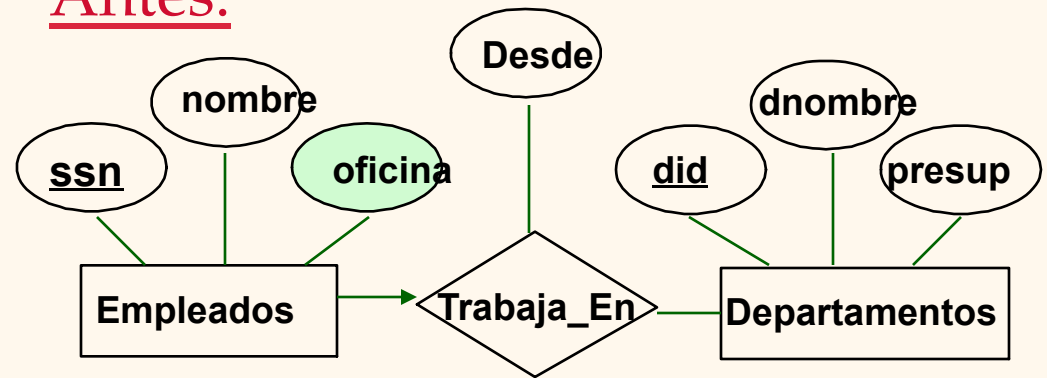 Antes:
Desde
nombre
dnombre
ssn
oficina
did
presup
Empleados
Trabaja_En
Departamentos